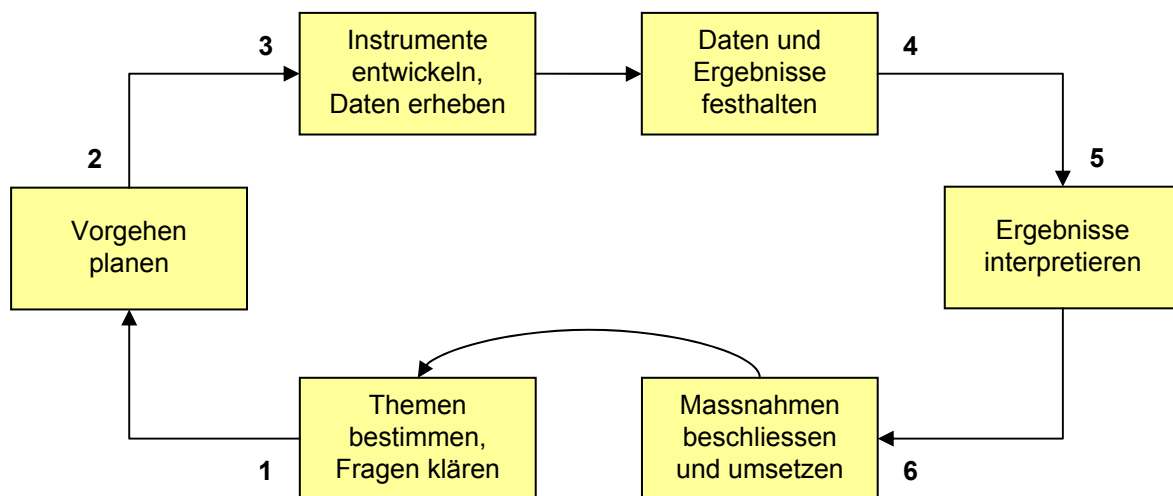 3
Instrumente
entwickeln,
Daten erheben
Daten und
Ergebnisse
festhalten
4
2
Vorgehen
planen
5
Ergebnisse
interpretieren
Themen
bestimmen,
Fragen klären
1
Massnahmen
beschliessen
und umsetzen
6